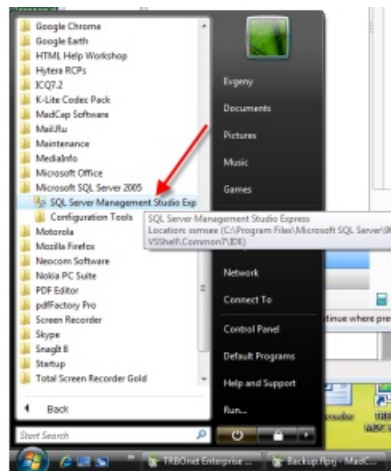 Google Chrome
Google Earth
HTML Help Workshop
Hytera RCPs
ICQ7.2
K-Lite Codec Pack
MadCap Software
Mail.Ru
Maintenance
MediaInfo
Microsoft Office
Microsoft SQL Server 2005
SQL Server Management Studio Exp
Configuration Tools
Motorola
Mozilla Firefox
Neocom Software
Nokia PC Suite
PDF Editor
pdfFactory Pro
Screen Recorder
Skype
SnagIt 8
Startup
Total Screen Recorder Gold
Back
Start Search
Evgeny
Documents
Pictures
Music
Games
SQL Server Management Studio Express
Location: ssmsee (C:\Program Files\Microsoft SQL Server\9
VSShell\Common7\IDE)
Network
Connect To
Control Panel
Default Programs
Help and Support
Run...
tinue where pre
TRBOnet Enterprise ...
Backup.flprj - MadC...